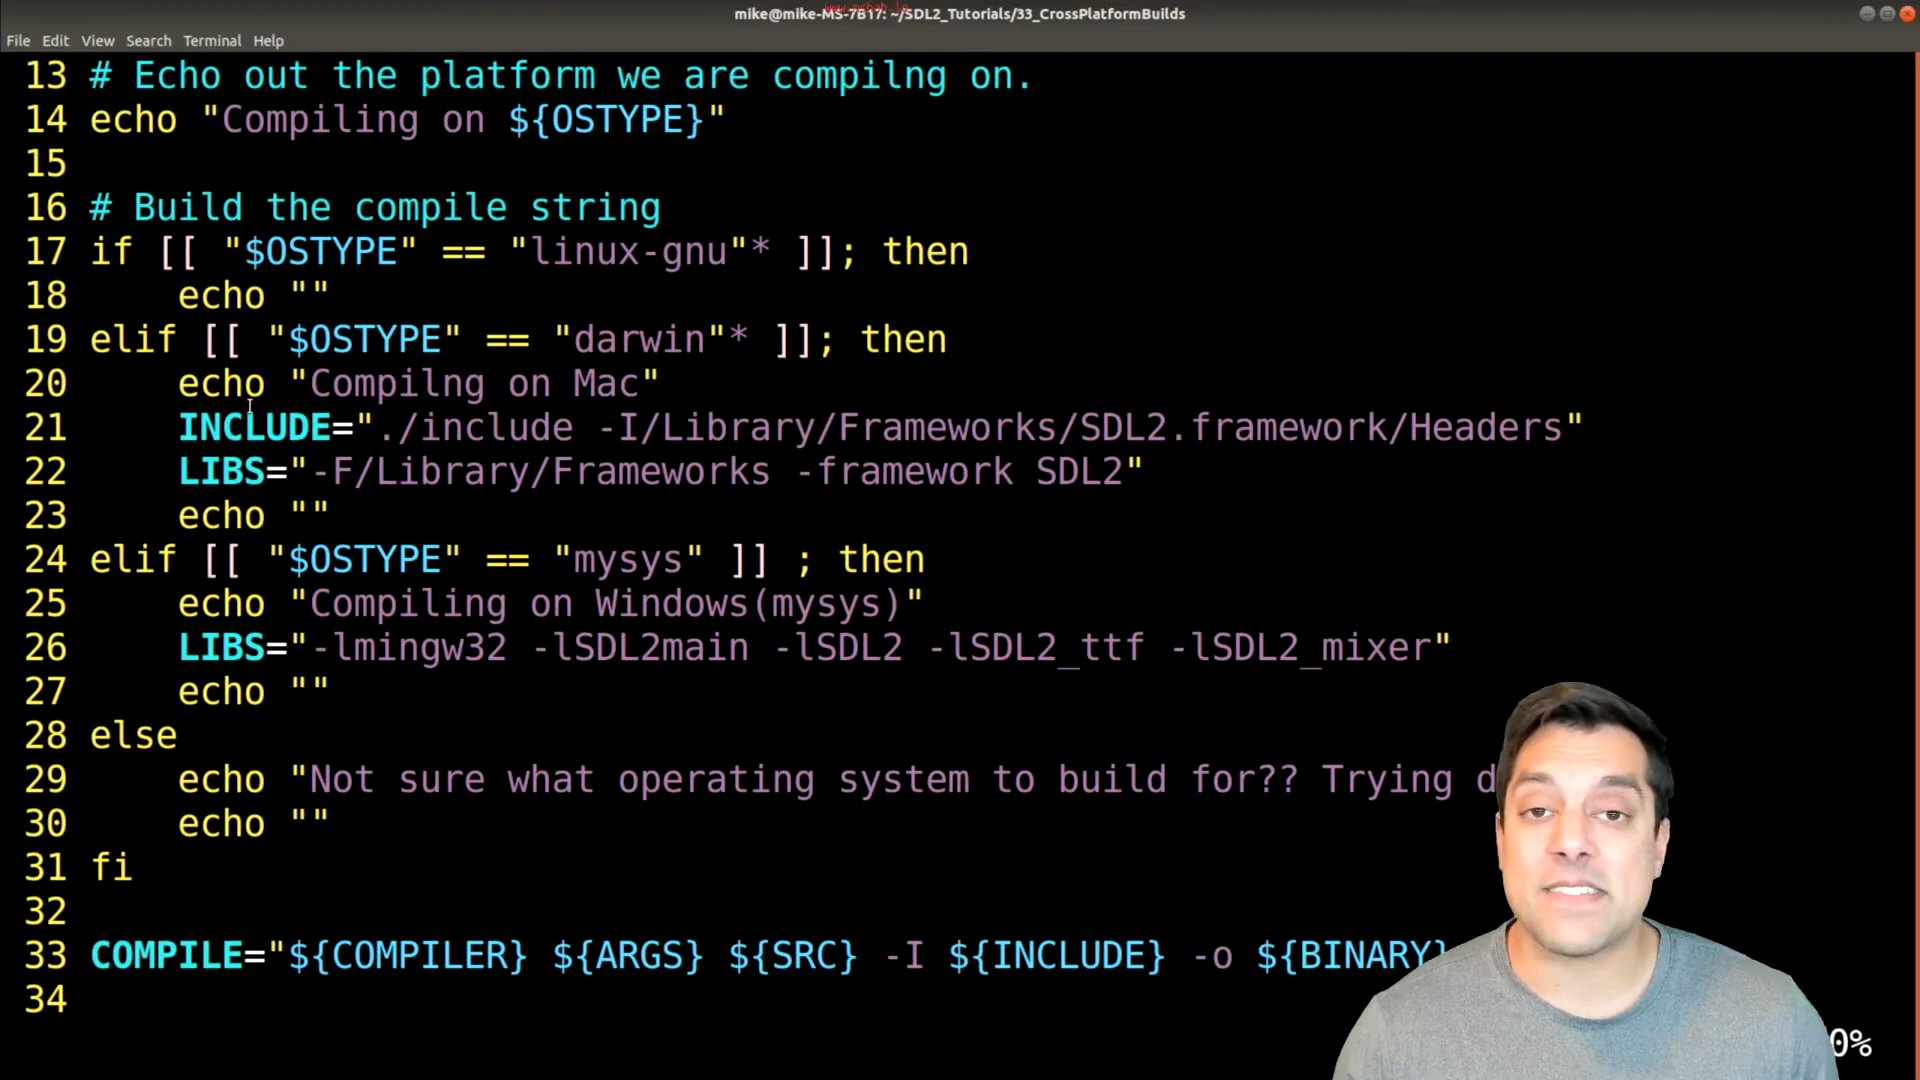 www.mshah.io
mike@mike-MS-7B17: ~/SDL2_Tutorials/33_CrossPlatformBuilds
File Edit View Search Terminal Help
13 # Echo out the platform we are compilng on.
14 echo "Compiling on ${OSTYPE}"
15
16 # Build the compile string
17 if [[ "$OSTYPE" == "linux-gnu"* ]]; then
18 echo ""
19 elif [[ "$OSTYPE" == "darwin"* ]]; then
20 echo "Compilng on Mac"
21 INCLUDE="./include -I/Library/Frameworks/SDL2.framework/Headers"
22 LIBS="-F/Library/Frameworks -framework SDL2"
23 echo ""
24 elif [[ "$OSTYPE" == "mysys" ]] ; then
25 echo "Compiling on Windows(mysys)"
26 LIBS="-lmingw32 -lSDL2main -lSDL2 -lSDL2_ttf -lSDL2_mixer"
27 echo ""
28 else
29 echo "Not sure what operating system to build for?? Trying d
30 echo ""
31 fi
32
33 COMPILE="${COMPILER} ${ARGS} ${SRC} -I ${INCLUDE} -o ${BINARY}
34
0%